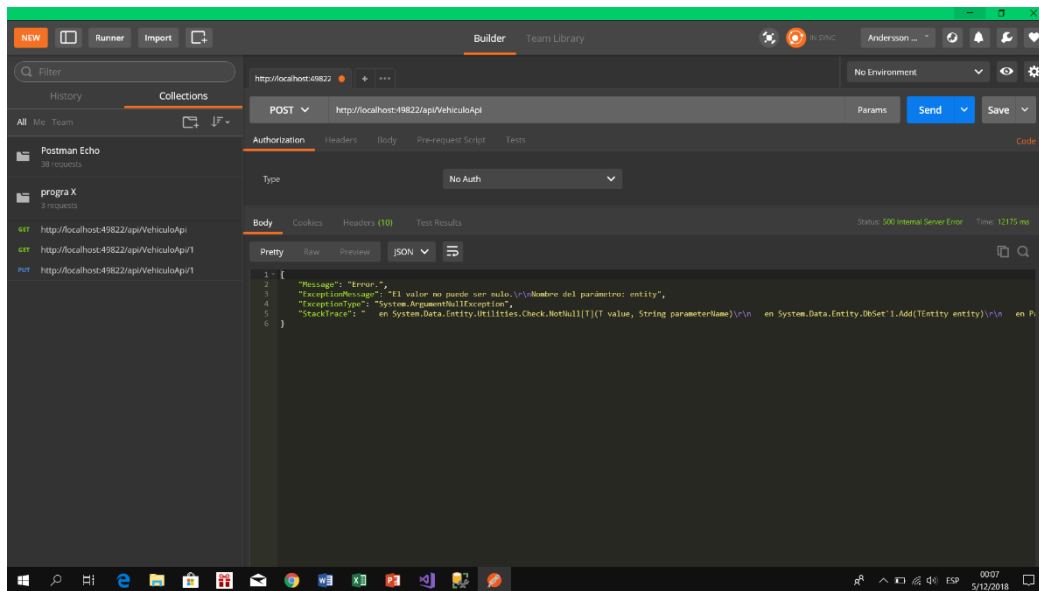 NEW
Runner
Import
Builder
Team Library
IN SYNC
Andersson ...
Filter
History
Collections
All Me Team
Postman Echo
38 requests
progra X
3 requests
GET http://localhost:49822/api/VehiculoApi
GET http://localhost:49822/api/VehiculoApi/1
PUT http://localhost:49822/api/VehiculoApi/1
http://localhost:49822
No Environment
POST
http://localhost:49822/api/VehiculoApi
Params
Send
Save
Authorization
Headers
Body
Pre-request Script
Tests
Code
Type
No Auth
Body
Cookies
Headers (10)
Test Results
Status: 500 Internal Server Error
Time: 12175 ms
Pretty
Raw
Preview
JSON
1 {
2 "Message": "Error.",
3 "ExceptionMessage": "El valor no puede ser nulo.\r\nNombre del parámetro: entity",
4 "ExceptionType": "System.ArgumentNullException",
5 "StackTrace": " en System.Data.Entity.Utilities.Check.NotNull[T](T value, String parameterName)\r\n en System.Data.Entity.DbSet`1.Add(TEntity entity)\r\n en P
6 }
ESP
00:07
5/12/2018